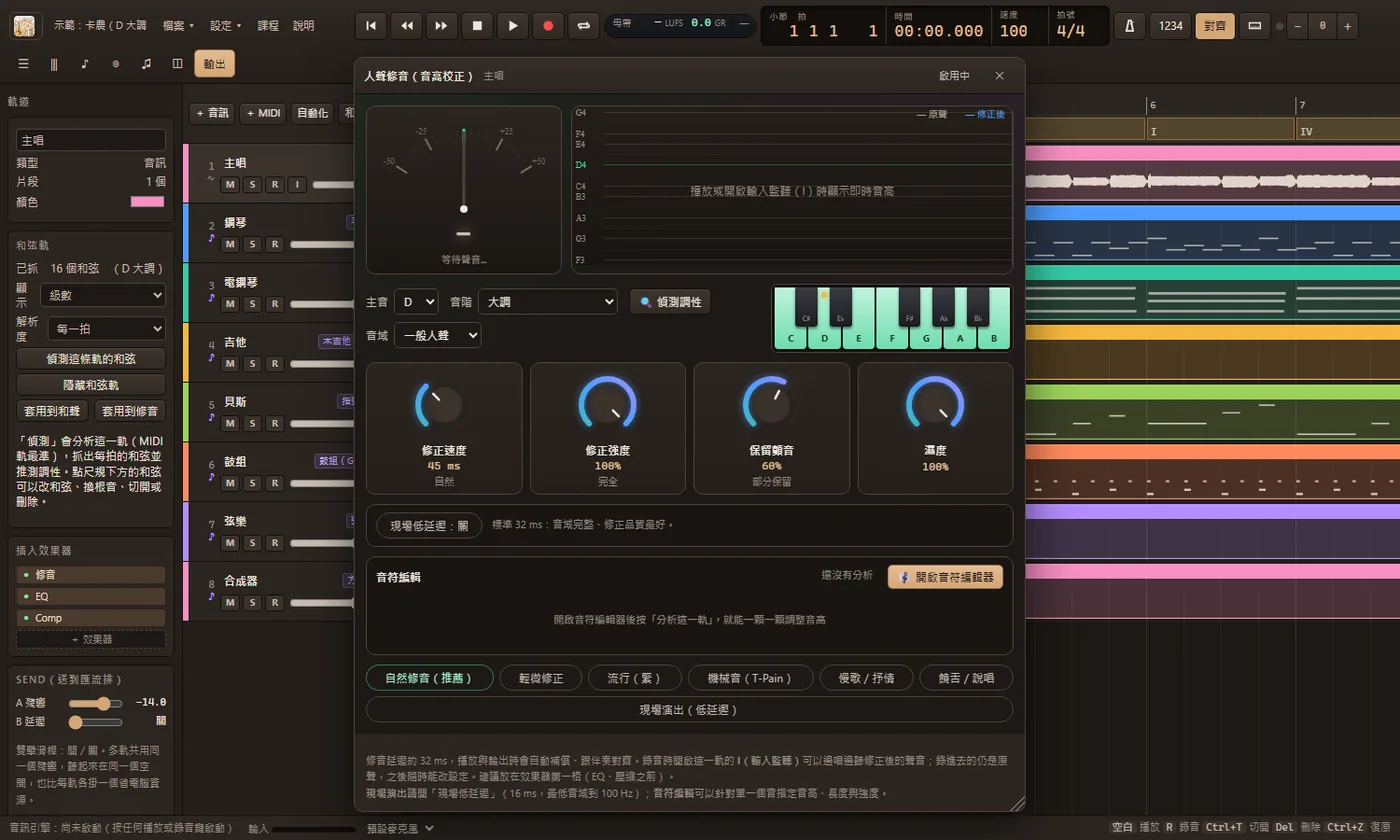 示範：卡農 ( D 大調
檔案 ▾
設定 ▾
課程
說明
母帶
– LUFS
0.0 GR
—
小節 拍
1 1 1 1
時間
00:00.000
速度
100
拍號
4/4
1234
對齊
− 0 +
輸出
軌道
主唱
類型 音訊
片段 1 個
顏色
和弦軌
已抓 16 個和弦 ( D 大調 )
顯示 級數
解析度 每一拍
偵測這條軌的和弦
隱藏和弦軌
套用到和聲 套用到修音
「偵測」會分析這一軌 ( MIDI
軌最準 ) ，抓出每拍的和弦並
推測調性。點尺規下方的和弦
可以改和弦、換根音、切開或
刪除。
插入效果器
修音
EQ
Comp
+ 效果器
SEND ( 送到匯流排 )
A 殘響 −14.0
B 延遲 關
雙擊滑桿：開 / 關。多軌共用同
一個殘響，聽起來在同一個空
間，也比每軌各掛一個省電腦資
源。
+ 音訊
+ MIDI
自動化
1 主唱
M S R I
2 鋼琴
M S R
3 電鋼琴
M S R
4 吉他 木吉他
M S R
5 貝斯
M S R
6 鼓組 鼓組 ( G
M S R
7 弦樂
M S R
8 合成器
M S R
人聲修音 ( 音高校正 ) 主唱
啟用中 ×
-50 -25 +25 +50
等待聲音…
— 原聲 — 修正後
G4
F4
E4
D4
C4
B3
A3
G3
F3
播放或開啟輸入監聽 ( I ) 時顯示即時音高
主音 D
音階 大調
偵測調性
音域 一般人聲
C# E♭ F# A♭ B♭
C D E F G A B
修正速度
45 ms
自然
修正強度
100%
完全
保留顫音
60%
部分保留
濕度
100%
現場低延遲：關
標準 32 ms：音域完整、修正品質最好。
音符編輯
還沒有分析
開啟音符編輯器
開啟音符編輯器後按「分析這一軌」，就能一顆一顆調整音高
自然修音 ( 推薦 )
輕微修正
流行 ( 緊 )
機械音 ( T-Pain )
慢歌 / 抒情
饒舌 / 說唱
現場演出 ( 低延遲 )
修音延遲約 32 ms，播放與輸出時會自動補償、跟伴奏對齊。錄音時開這一軌的 I ( 輸入監聽 ) 可以邊唱邊聽修正後的聲音；錄進去的仍是原
聲，之後隨時能改設定。建議放在效果器第一格 ( EQ、壓縮之前 ) 。
現場演出請開「現場低延遲」 ( 16 ms，最低音域到 100 Hz ) ；音符編輯可以針對單一個音指定音高、長度與強度。
6 7
I IV
音訊引擎：尚未啟動 ( 按任何播放或錄音鍵啟動 )
輸入
預設麥克風
空白 播放 R 錄音 Ctrl+T 切開 Del 刪除 Ctrl+Z 復原